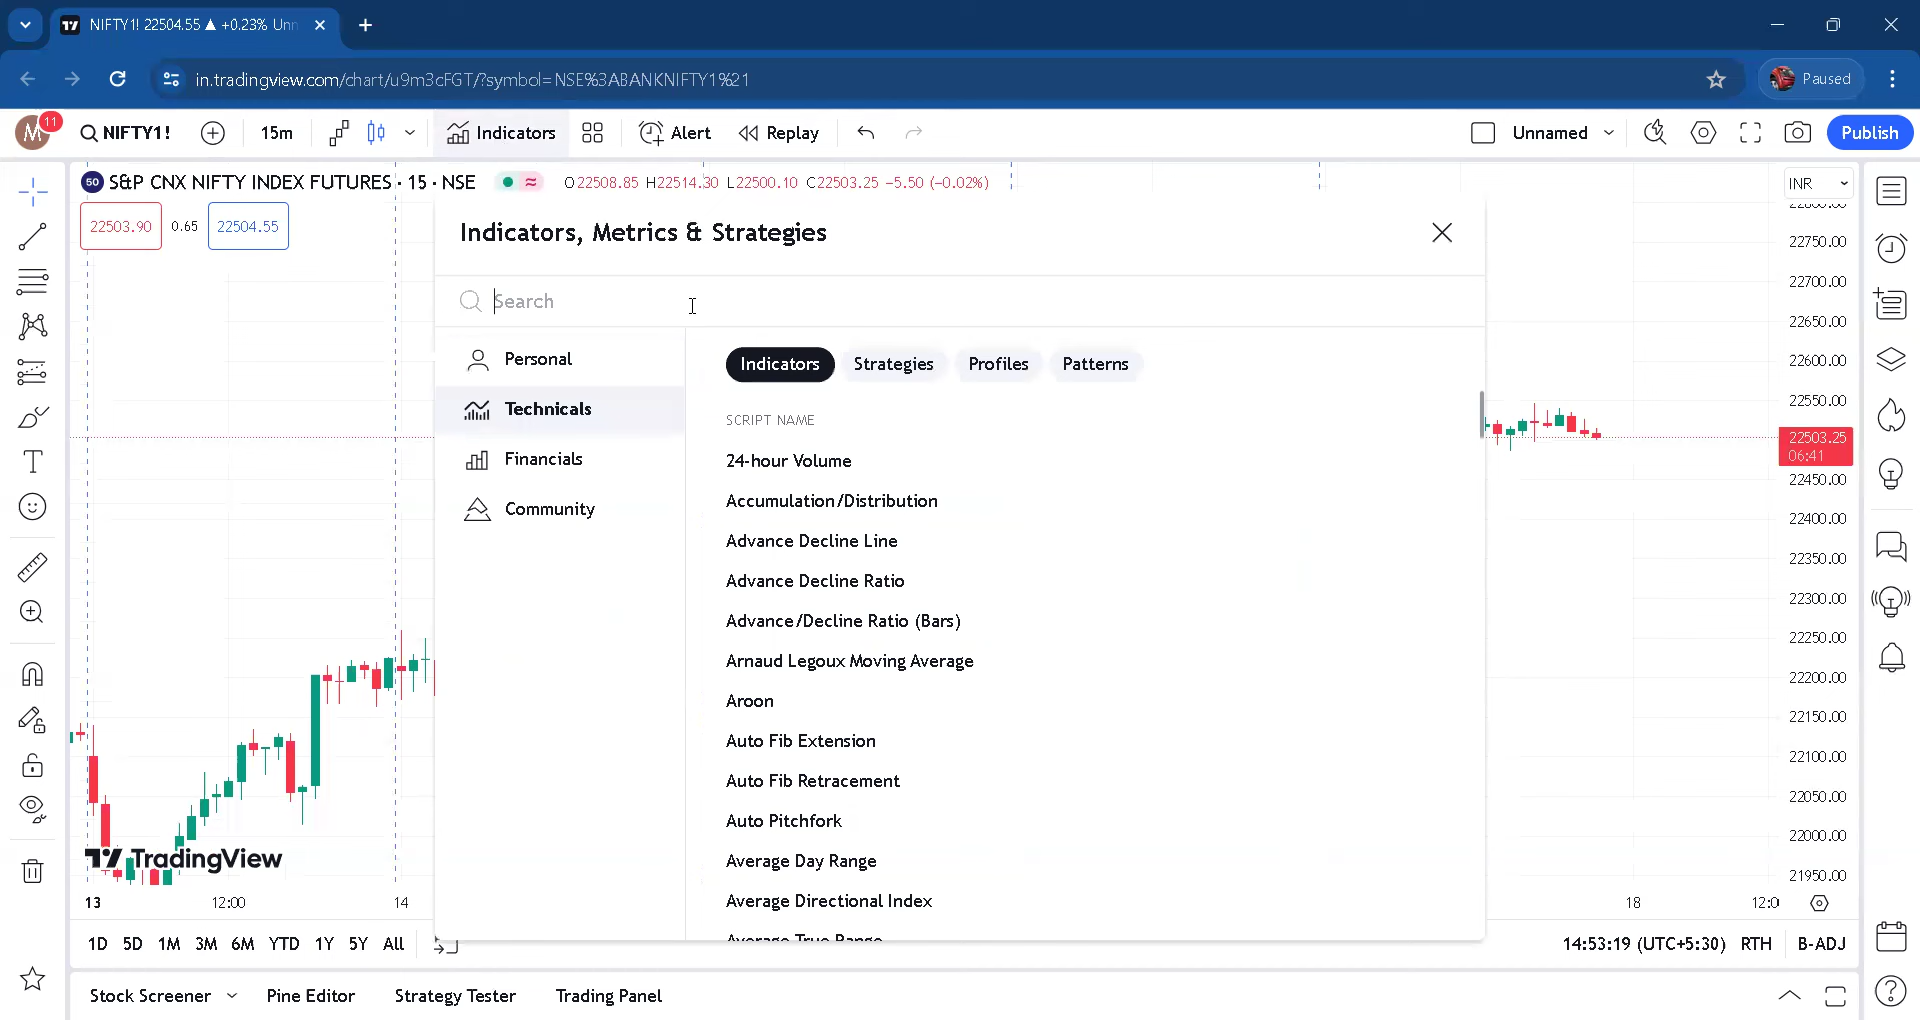 NIFTY1! 22504.55 ▲ +0.23% Unn
in.tradingview.com/chart/u9m3cFGT/?symbol=NSE%3ABANKNIFTY1%21
Paused
M 11 NIFTY1! 15m Indicators Alert Replay Unnamed Publish
50 S&P CNX NIFTY INDEX FUTURES · 15 · NSE O22508.85 H22514.30 L22500.10 C22503.25 −5.50 (−0.02%) INR
22503.90 0.65 22504.55
Indicators, Metrics & Strategies
Search
Personal
Technicals
Financials
Community
Indicators Strategies Profiles Patterns
SCRIPT NAME
24-hour Volume
Accumulation/Distribution
Advance Decline Line
Advance Decline Ratio
Advance/Decline Ratio (Bars)
Arnaud Legoux Moving Average
Aroon
Auto Fib Extension
Auto Fib Retracement
Auto Pitchfork
Average Day Range
Average Directional Index
Average True Range
22750.00
22700.00
22650.00
22600.00
22550.00
22503.25
06:41
22450.00
22400.00
22350.00
22300.00
22250.00
22200.00
22150.00
22100.00
22050.00
22000.00
21950.00
TradingView
13 12:00 14 18 12:0
1D 5D 1M 3M 6M YTD 1Y 5Y All 14:53:19 (UTC+5:30) RTH B-ADJ
Stock Screener Pine Editor Strategy Tester Trading Panel